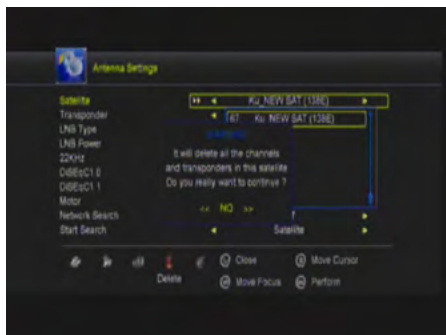 Antenna Settings
Satellite
Ku_NEW SAT (138E)
Transponder
67 Ku_NEW SAT (138E)
LNB Type
LNB Power
22KHz
DiSEqC1.0
DiSEqC1.1
Motor
Network Search
Start Search
Satellite
It will delete all the channels
and transponders in this satellite
Do you really want to continue ?
<< NO >>
Delete
Close
Move Cursor
Move Focus
Perform